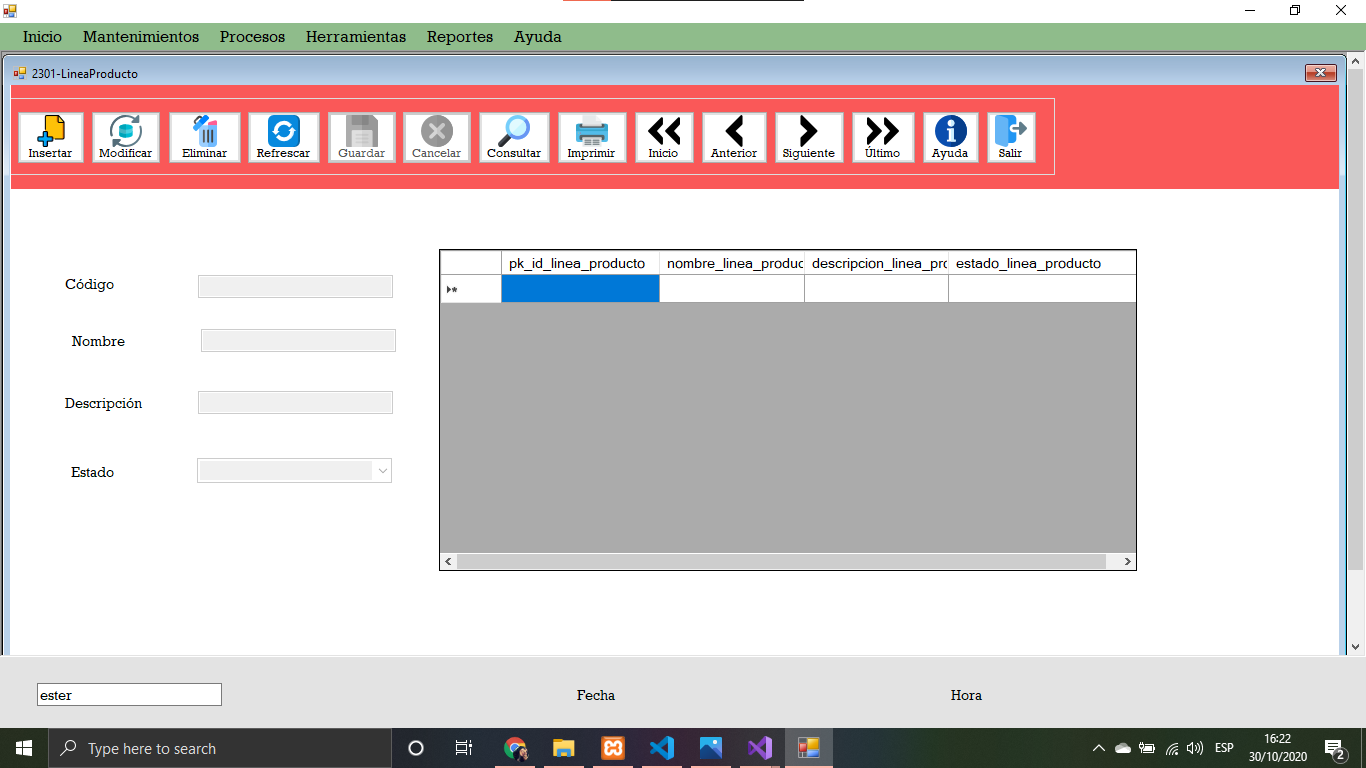 Inicio Mantenimientos Procesos Herramientas Reportes Ayuda
2301-LineaProducto
Insertar Modificar Eliminar Refrescar Guardar Cancelar Consultar Imprimir Inicio Anterior Siguiente Último Ayuda Salir
pk_id_linea_producto nombre_linea_produc descripcion_linea_pro estado_linea_producto
Código
Nombre
Descripción
Estado
ester Fecha Hora
Type here to search
ESP
16:22
30/10/2020
2